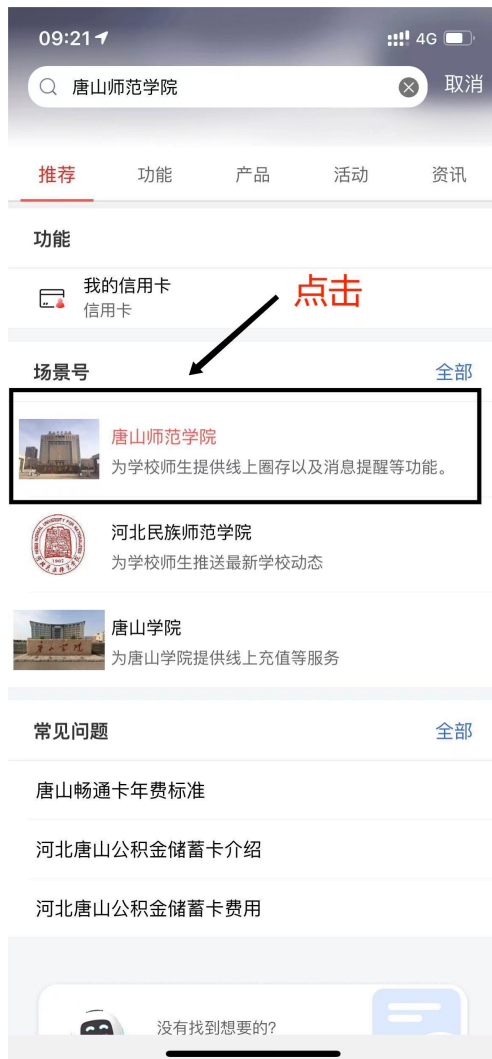 09:21
4G
唐山师范学院
取消
推荐 功能 产品 活动 资讯
功能
我的信用卡
信用卡
点击
场景号 全部
唐山师范学院
为学校师生提供线上圈存以及消息提醒等功能。
河北民族师范学院
为学校师生推送最新学校动态
1907
唐山学院
为唐山学院提供线上充值等服务
常见问题 全部
唐山畅通卡年费标准
河北唐山公积金储蓄卡介绍
河北唐山公积金储蓄卡费用
没有找到想要的?